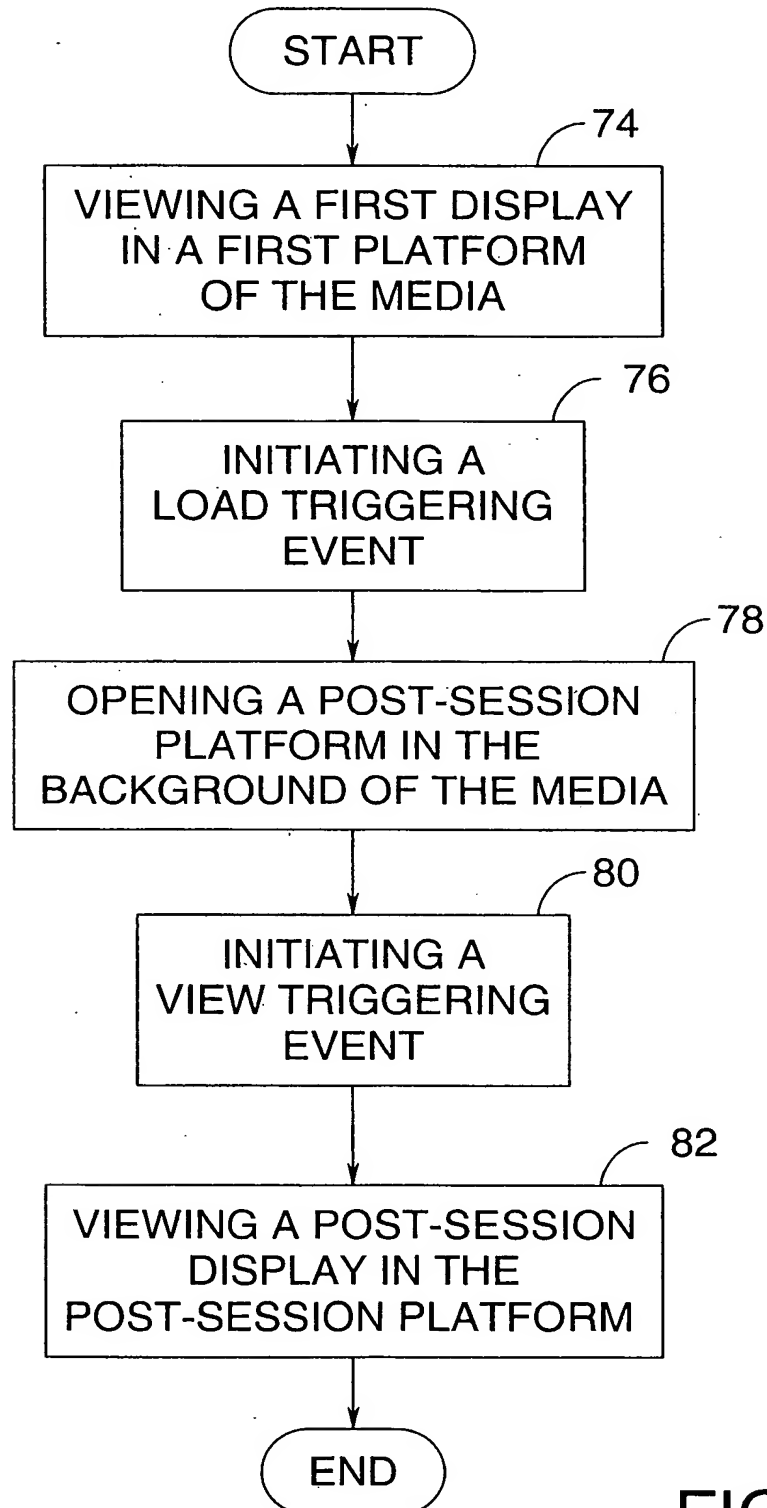 START
74
VIEWING A FIRST DISPLAY
IN A FIRST PLATFORM
OF THE MEDIA
76
INITIATING A
LOAD TRIGGERING
EVENT
78
OPENING A POST-SESSION
PLATFORM IN THE
BACKGROUND OF THE MEDIA
80
INITIATING A
VIEW TRIGGERING
EVENT
82
VIEWING A POST-SESSION
DISPLAY IN THE
POST-SESSION PLATFORM
END